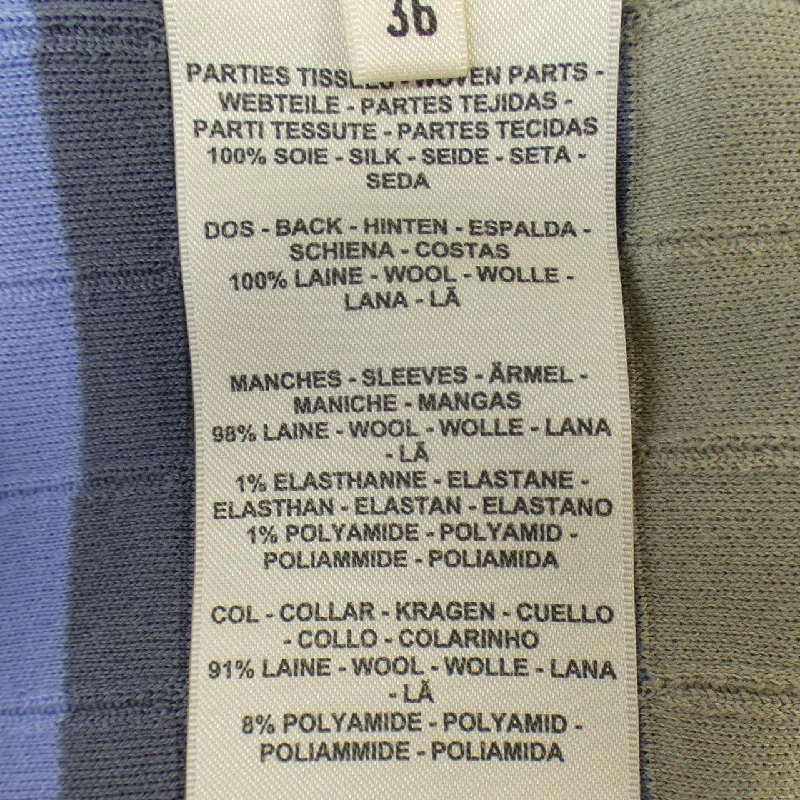 36
PARTIES TISSÉES - WOVEN PARTS -
WEBTEILE - PARTES TEJIDAS -
PARTI TESSUTE - PARTES TECIDAS
100% SOIE - SILK - SEIDE - SETA -
SEDA
DOS - BACK - HINTEN - ESPALDA -
SCHIENA - COSTAS
100% LAINE - WOOL - WOLLE -
LANA - LÃ
MANCHES - SLEEVES - ÄRMEL -
MANICHE - MANGAS
98% LAINE - WOOL - WOLLE - LANA
- LÃ
1% ELASTHANNE - ELASTANE -
ELASTHAN - ELASTAN - ELASTANO
1% POLYAMIDE - POLYAMID -
POLIAMMIDE - POLIAMIDA
COL - COLLAR - KRAGEN - CUELLO
- COLLO - COLARINHO
91% LAINE - WOOL - WOLLE - LANA
- LÃ
8% POLYAMIDE - POLYAMID -
POLIAMMIDE - POLIAMIDA